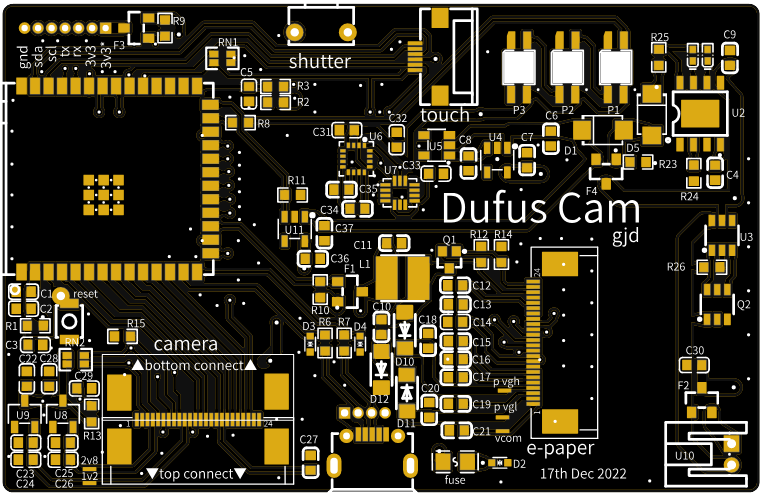 R9
F3
RN1
shutter
R25
C9
gnd
sda
scl
tx
rx
3v3
3v3
C5
R3
R2
touch
P3
P2
P1
U2
R8
C31
U6
C32
U5
U4
C6
C7
D1
D5
C8
R23
C33
U7
F4
C4
R24
R11
C35
C34
Dufus Cam
gjd
U11
C37
U3
C11
Q1
R12
R14
C36
L1
F1
R26
24
C1
C2
reset
R10
C12
C13
Q2
R1
C3
R15
RN2
camera
D3
R6
R7
D4
C10
C18
C14
C15
C16
C17
C22
C28
bottom connect
D10
C30
C29
D12
p vgh
F2
U9
U8
R13
1
24
D11
C20
C19
p vgl
1
C21
vcom
e-paper
C23
C24
C25
C26
2v8
1v2
top connect
C27
fuse
D2
17th Dec 2022
U10